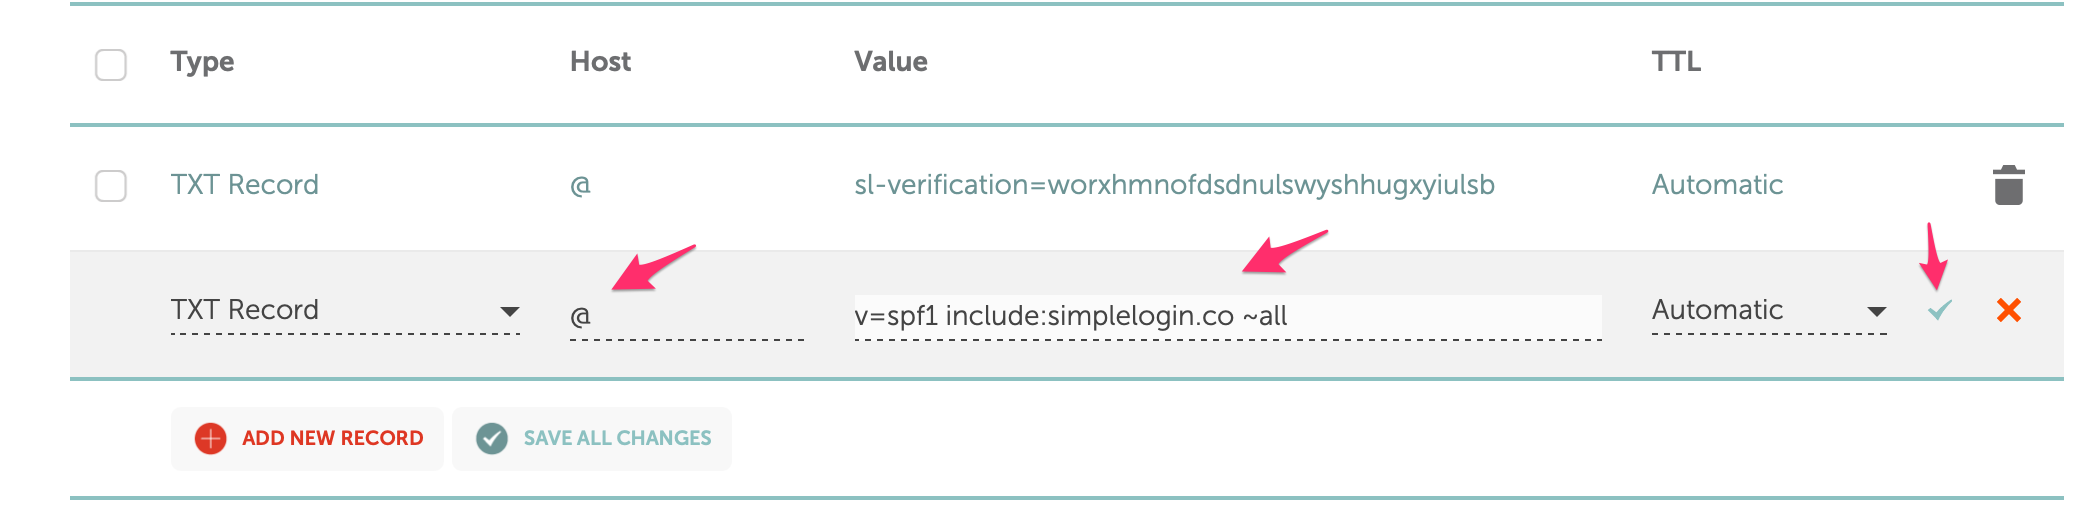 Type Host Value TTL
TXT Record @ sl-verification=worxhmnofdsdnulswyshhugxyiulsb Automatic
TXT Record @ v=spf1 include:simplelogin.co ~all Automatic
ADD NEW RECORD SAVE ALL CHANGES